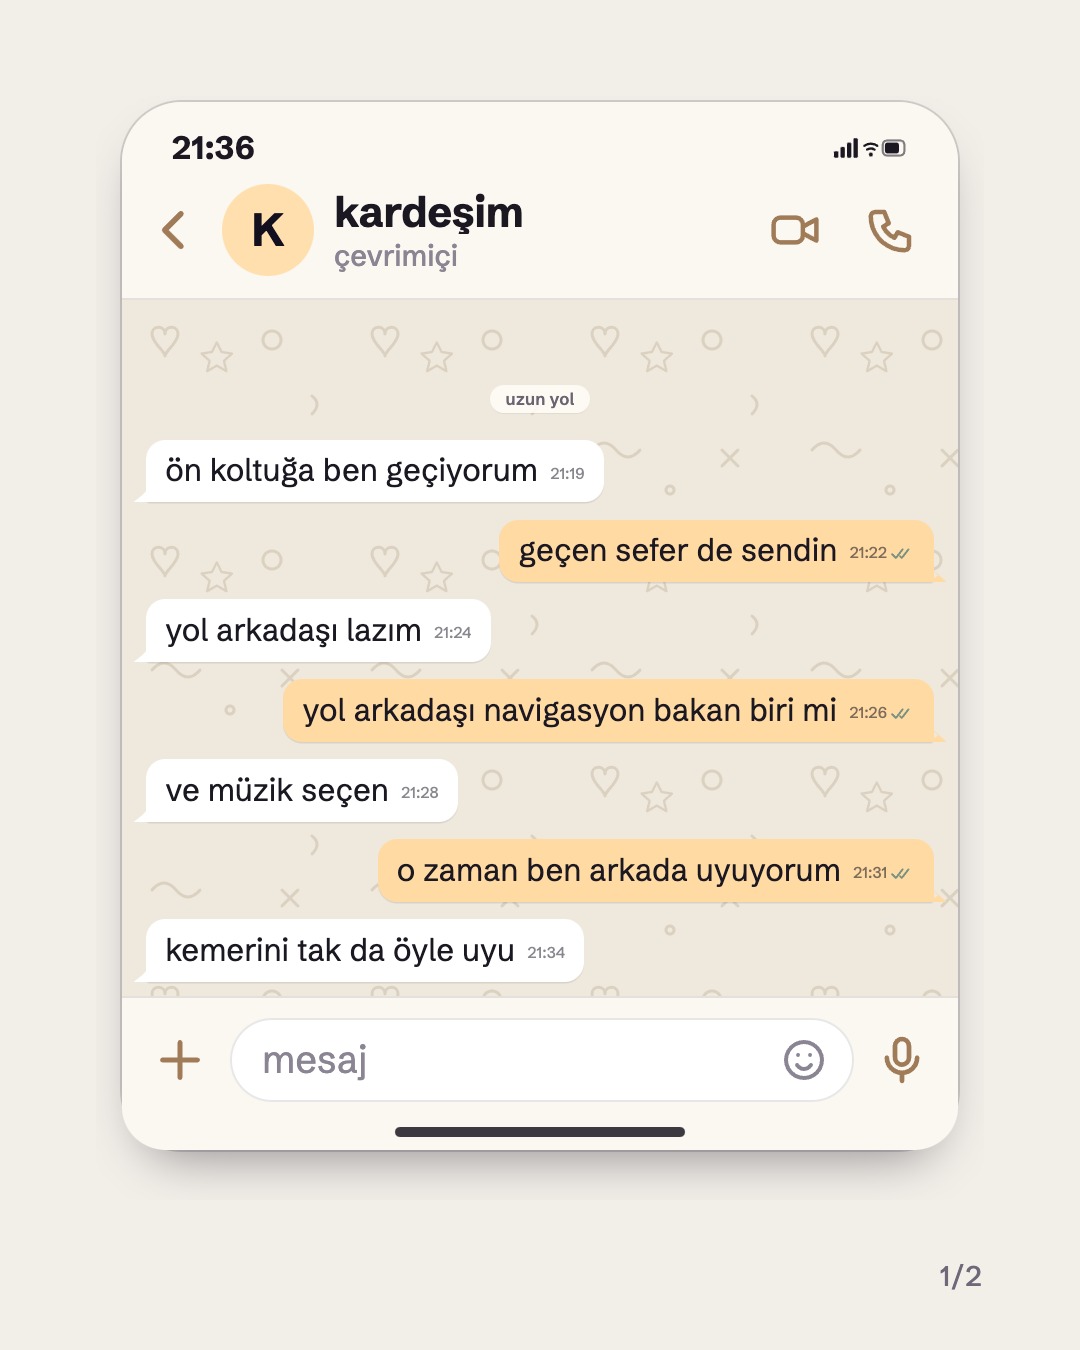 21:36
K
kardeşim
çevrimiçi
uzun yol
ön koltuğa ben geçiyorum 21:19
geçen sefer de sendin 21:22
yol arkadaşı lazım 21:24
yol arkadaşı navigasyon bakan biri mi 21:26
ve müzik seçen 21:28
o zaman ben arkada uyuyorum 21:31
kemerini tak da öyle uyu 21:34
mesaj
1/2